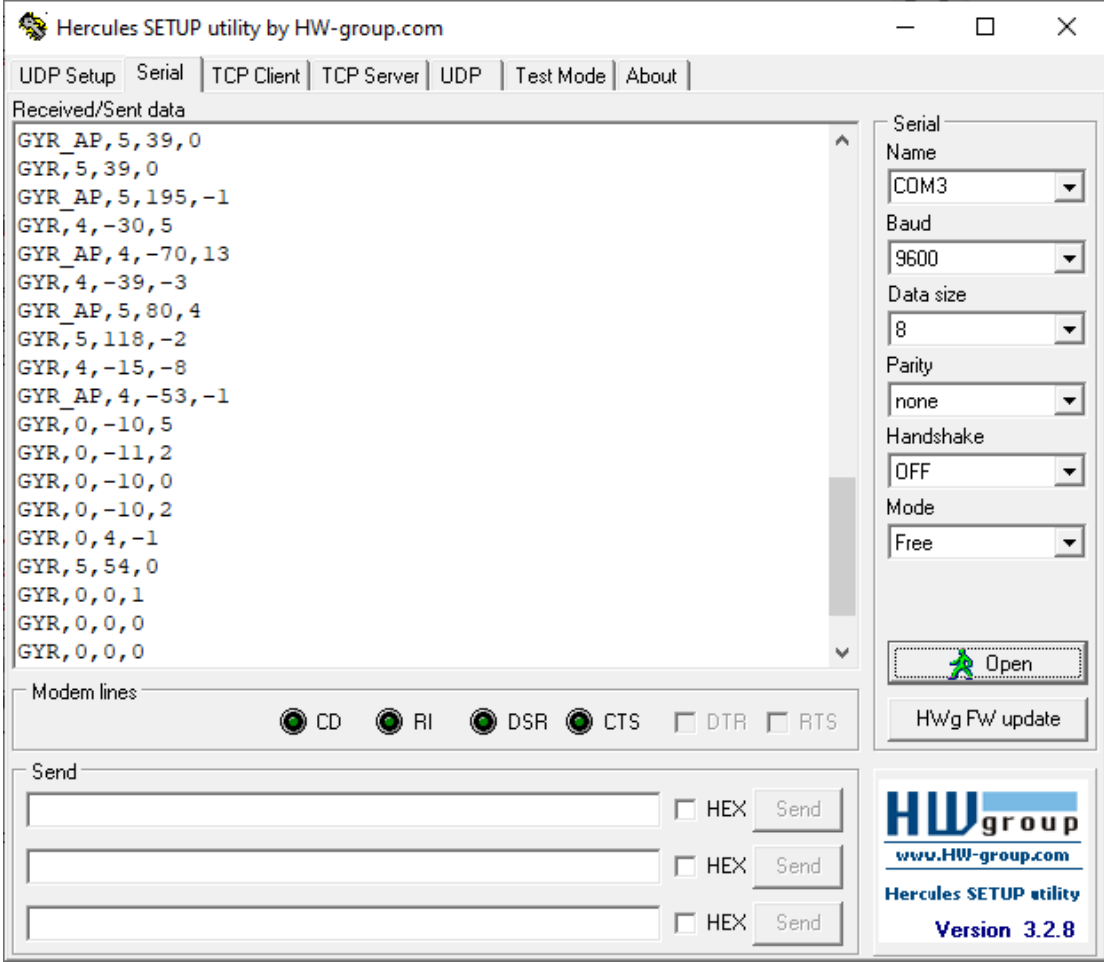 Hercules SETUP utility by HW-group.com
UDP Setup Serial TCP Client TCP Server UDP Test Mode About
Received/Sent data
GYR_AP,5,39,0
GYR,5,39,0
GYR_AP,5,195,-1
GYR,4,-30,5
GYR_AP,4,-70,13
GYR,4,-39,-3
GYR_AP,5,80,4
GYR,5,118,-2
GYR,4,-15,-8
GYR_AP,4,-53,-1
GYR,0,-10,5
GYR,0,-11,2
GYR,0,-10,0
GYR,0,-10,2
GYR,0,4,-1
GYR,5,54,0
GYR,0,0,1
GYR,0,0,0
GYR,0,0,0
Serial
Name
COM3
Baud
9600
Data size
8
Parity
none
Handshake
OFF
Mode
Free
Open
HWg FW update
Modem lines
CD RI DSR CTS DTR RTS
Send
HEX Send
HEX Send
HEX Send
HWgroup
www.HW-group.com
Hercules SETUP utility
Version 3.2.8